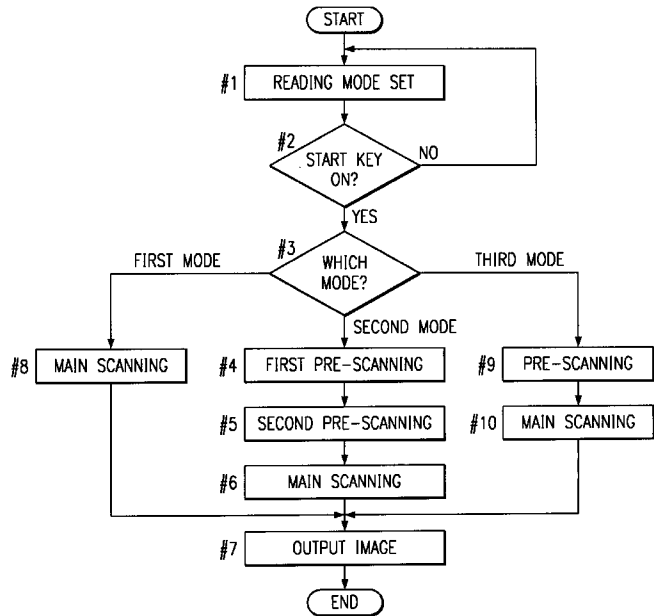 START
#1 READING MODE SET
#2
START KEY
ON?
NO
YES
#3
WHICH
MODE?
FIRST MODE
THIRD MODE
SECOND MODE
#8 MAIN SCANNING
#4 FIRST PRE-SCANNING
#9 PRE-SCANNING
#5 SECOND PRE-SCANNING
#10 MAIN SCANNING
#6 MAIN SCANNING
#7 OUTPUT IMAGE
END